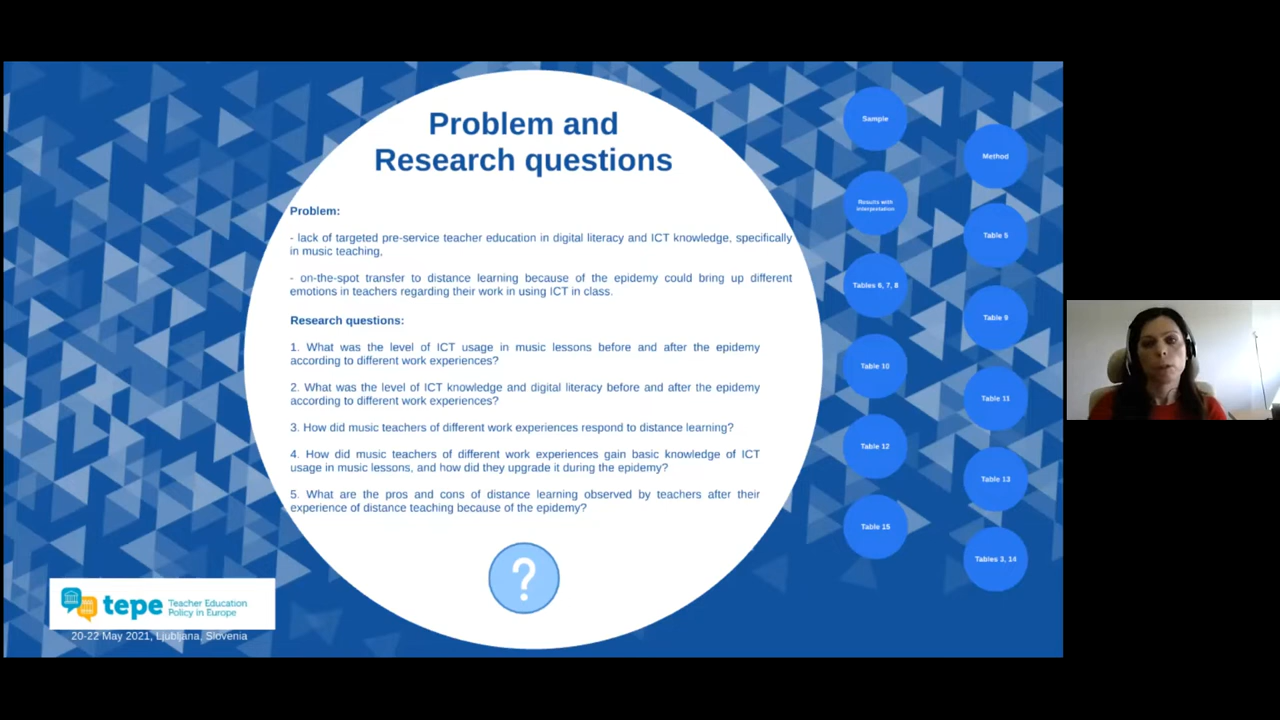 Problem and
Research questions
Problem:
- lack of targeted pre-service teacher education in digital literacy and ICT knowledge, specifically
in music teaching,
- on-the-spot transfer to distance learning because of the epidemy could bring up different
emotions in teachers regarding their work in using ICT in class.
Research questions:
1. What was the level of ICT usage in music lessons before and after the epidemy
according to different work experiences?
2. What was the level of ICT knowledge and digital literacy before and after the epidemy
according to different work experiences?
3. How did music teachers of different work experiences respond to distance learning?
4. How did music teachers of different work experiences gain basic knowledge of ICT
usage in music lessons, and how did they upgrade it during the epidemy?
5. What are the pros and cons of distance learning observed by teachers after their
experience of distance teaching because of the epidemy?
?
Sample
Method
Results with
interpretation
Table 5
Tables 6, 7, 8
Table 9
Table 10
Table 11
Table 12
Table 13
Table 15
Tables 3, 14
tepe Teacher Education
Policy in Europe
20-22 May 2021, Ljubljana, Slovenia